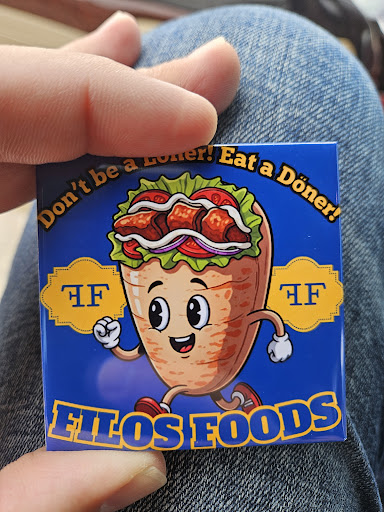 Don't be a Loner! Eat a Döner!
FF FF
FILOS FOODS